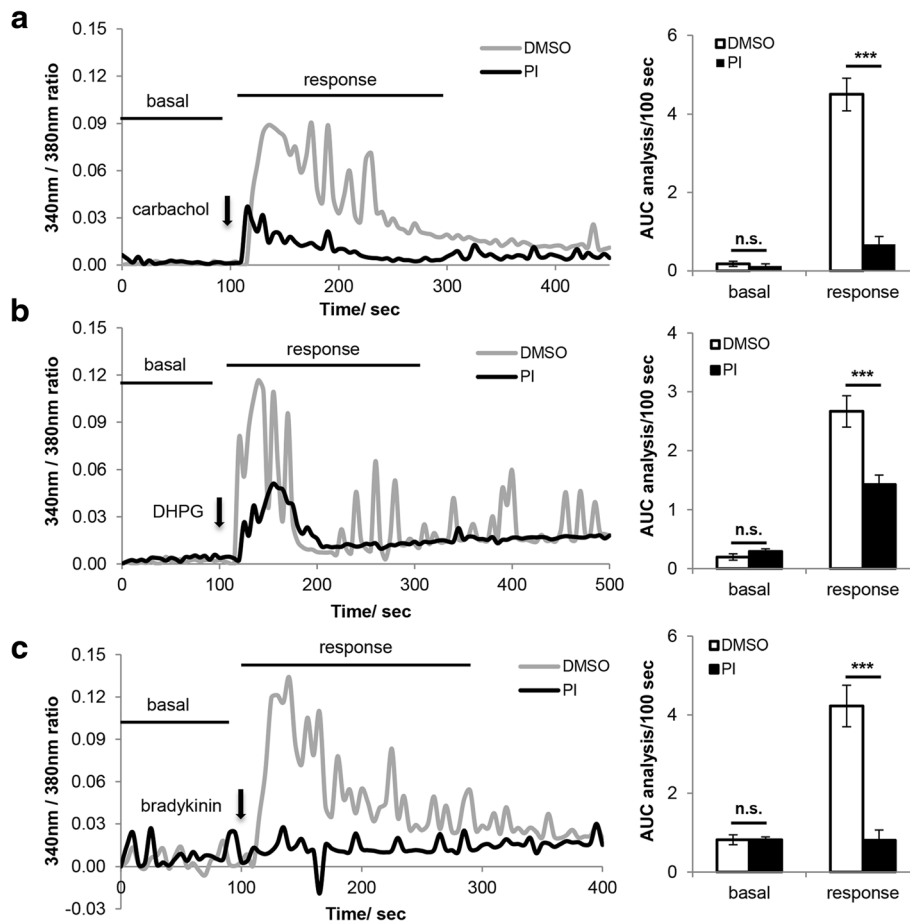 a
0.15
0.12
0.09
0.06
0.03
0.00
340nm / 380nm ratio
DMSO
PI
basal
response
carbachol
0 100 200 300 400
Time/ sec
6
4
2
0
AUC analysis/100 sec
DMSO
PI
***
n.s.
basal response
b
0.15
0.12
0.09
0.06
0.03
0.00
340nm / 380nm ratio
DMSO
PI
basal
response
DHPG
0 100 200 300 400 500
Time/ sec
4
3
2
1
0
AUC analysis/100 sec
DMSO
PI
***
n.s.
basal response
c
0.15
0.12
0.09
0.06
0.03
0.00
-0.03
340nm / 380nm ratio
DMSO
PI
basal
response
bradykinin
0 100 200 300 400
Time/ sec
6
4
2
0
AUC analysis/100 sec
DMSO
PI
***
n.s.
basal response